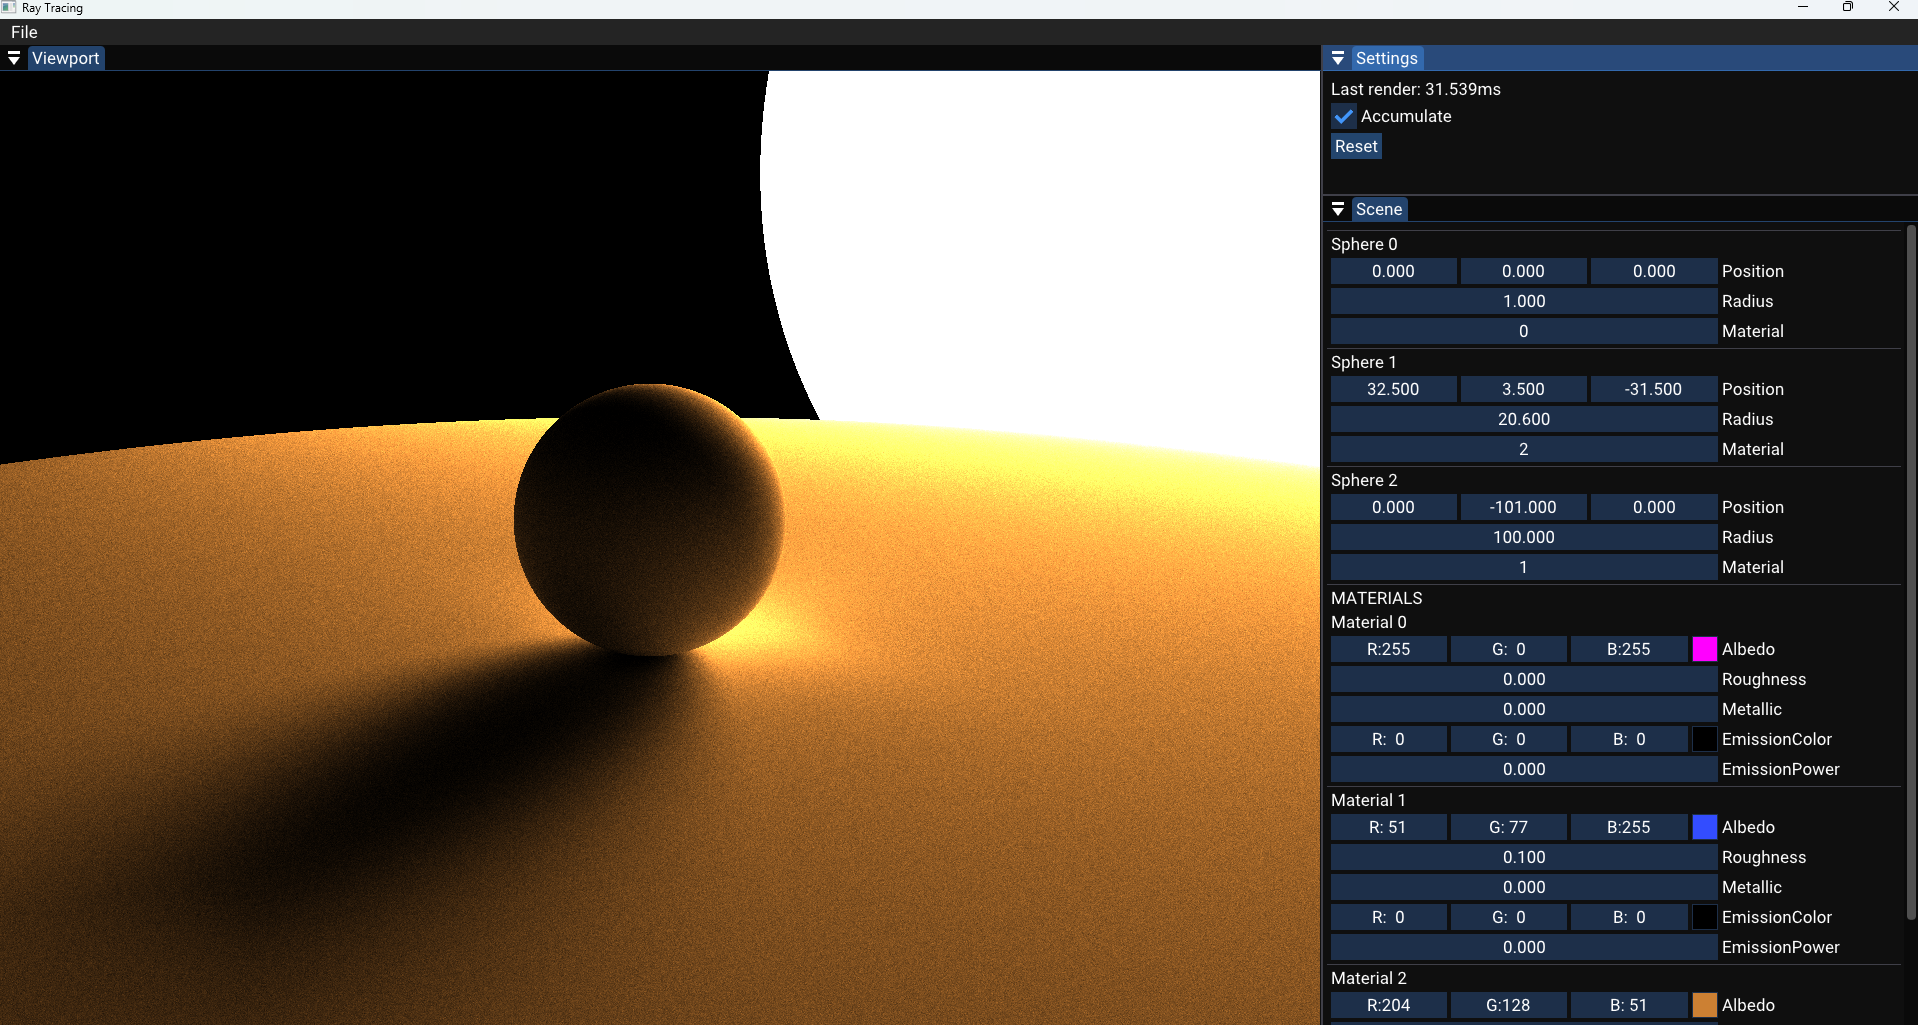 Ray Tracing
File
Viewport
Settings
Last render: 31.539ms
Accumulate
Reset
Scene
Sphere 0
0.000 0.000 0.000 Position
1.000 Radius
0 Material
Sphere 1
32.500 3.500 -31.500 Position
20.600 Radius
2 Material
Sphere 2
0.000 -101.000 0.000 Position
100.000 Radius
1 Material
MATERIALS
Material 0
R:255 G: 0 B:255 Albedo
0.000 Roughness
0.000 Metallic
R: 0 G: 0 B: 0 EmissionColor
0.000 EmissionPower
Material 1
R: 51 G: 77 B:255 Albedo
0.100 Roughness
0.000 Metallic
R: 0 G: 0 B: 0 EmissionColor
0.000 EmissionPower
Material 2
R:204 G:128 B: 51 Albedo